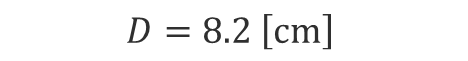 D = 8.2 [cm]